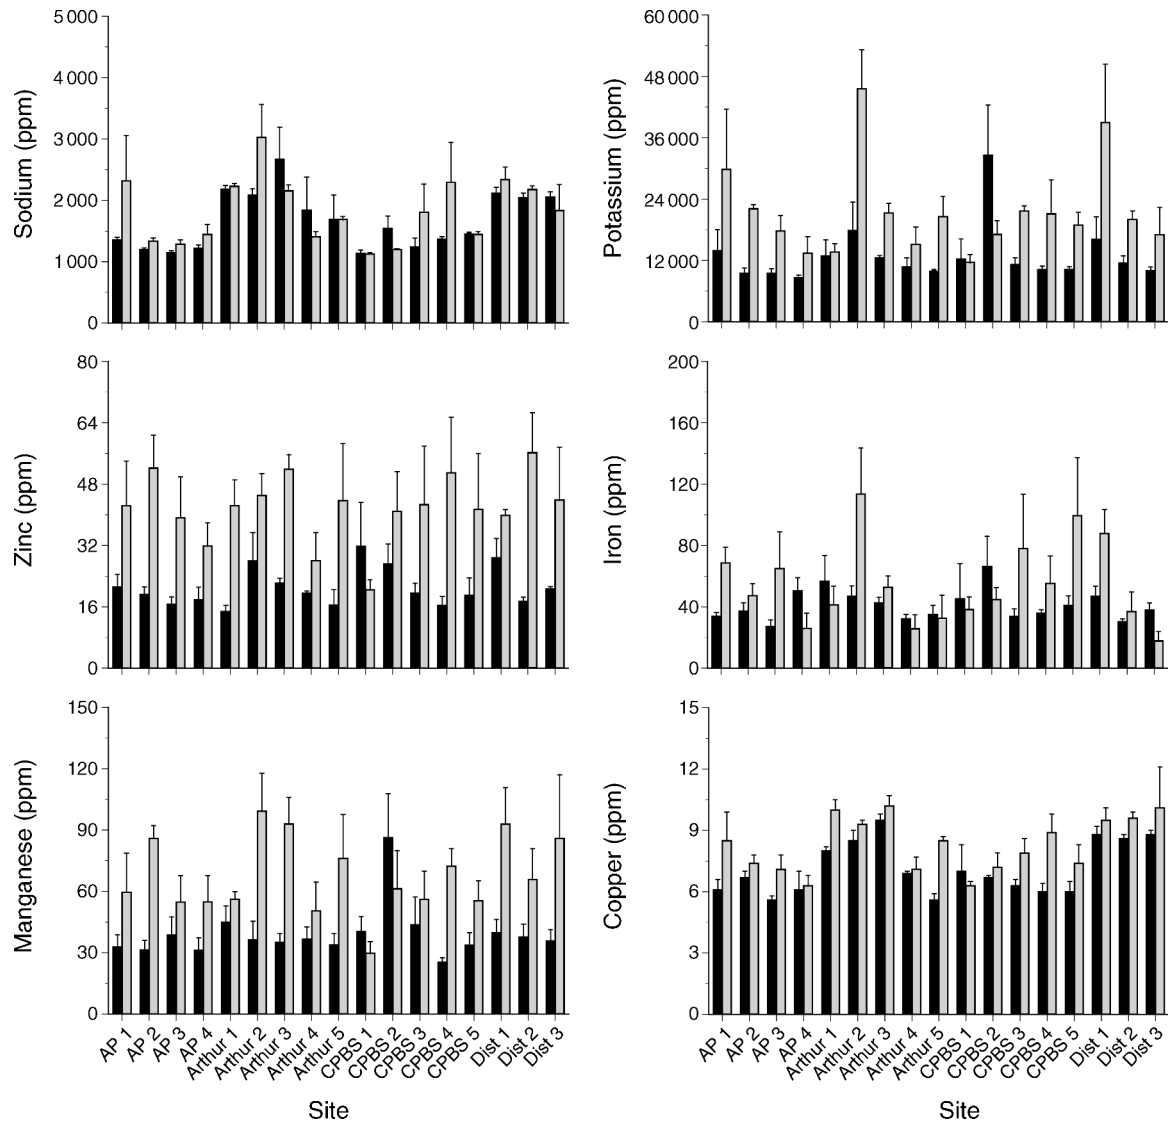 Sodium (ppm)
5 000
4 000
3 000
2 000
1 000
0
Potassium (ppm)
60 000
48 000
36 000
24 000
12 000
0
Zinc (ppm)
80
64
48
32
16
0
Iron (ppm)
200
160
120
80
40
0
Manganese (ppm)
150
120
90
60
30
0
AP 1
AP 2
AP 3
AP 4
Arthur 1
Arthur 2
Arthur 3
Arthur 4
Arthur 5
CPBS 1
CPBS 2
CPBS 3
CPBS 4
CPBS 5
Dist 1
Dist 2
Dist 3
Site
Copper (ppm)
15
12
9
6
3
0
AP 1
AP 2
AP 3
AP 4
Arthur 1
Arthur 2
Arthur 3
Arthur 4
Arthur 5
CPBS 1
CPBS 2
CPBS 3
CPBS 4
CPBS 5
Dist 1
Dist 2
Dist 3
Site